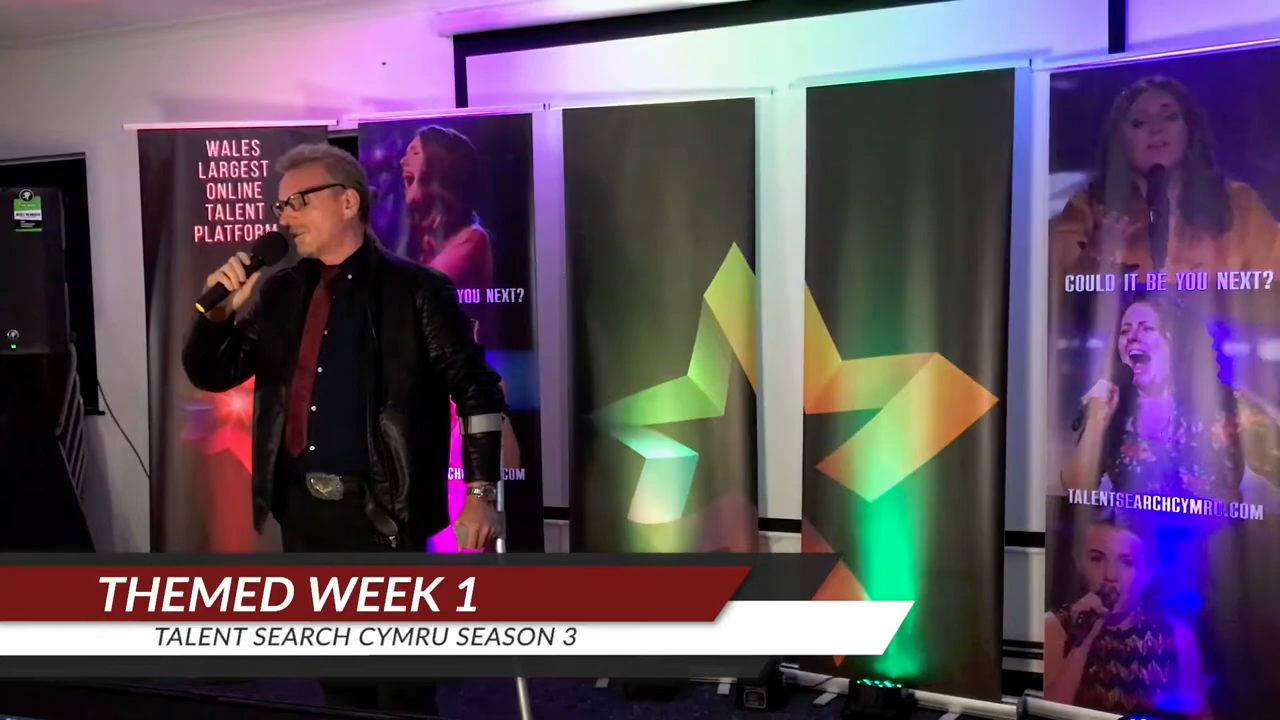 WALES
LARGEST
ONLINE
TALENT
PLATFORM
YOU NEXT?
COM
COULD IT BE YOU NEXT?
TALENTSEARCHCYMRU.COM
THEMED WEEK 1
TALENT SEARCH CYMRU SEASON 3